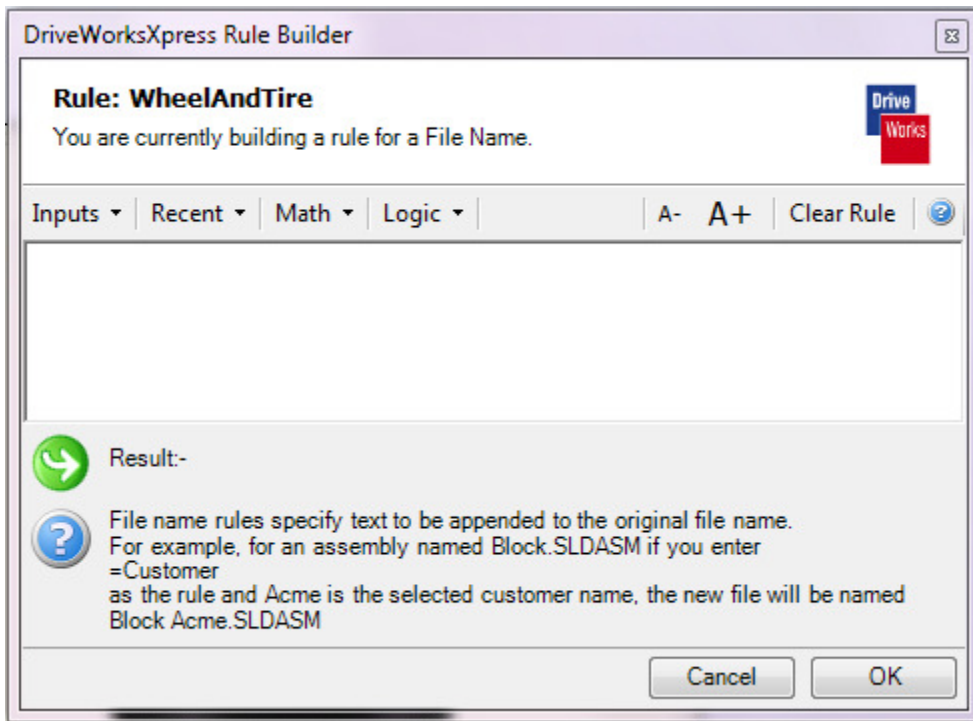 DriveWorksXpress Rule Builder
Rule: WheelAndTire
You are currently building a rule for a File Name.
Drive
Works
Inputs Recent Math Logic A- A+ Clear Rule ?
Result:-
? File name rules specify text to be appended to the original file name.
For example, for an assembly named Block.SLDASM if you enter
=Customer
as the rule and Acme is the selected customer name, the new file will be named
Block Acme.SLDASM
Cancel OK